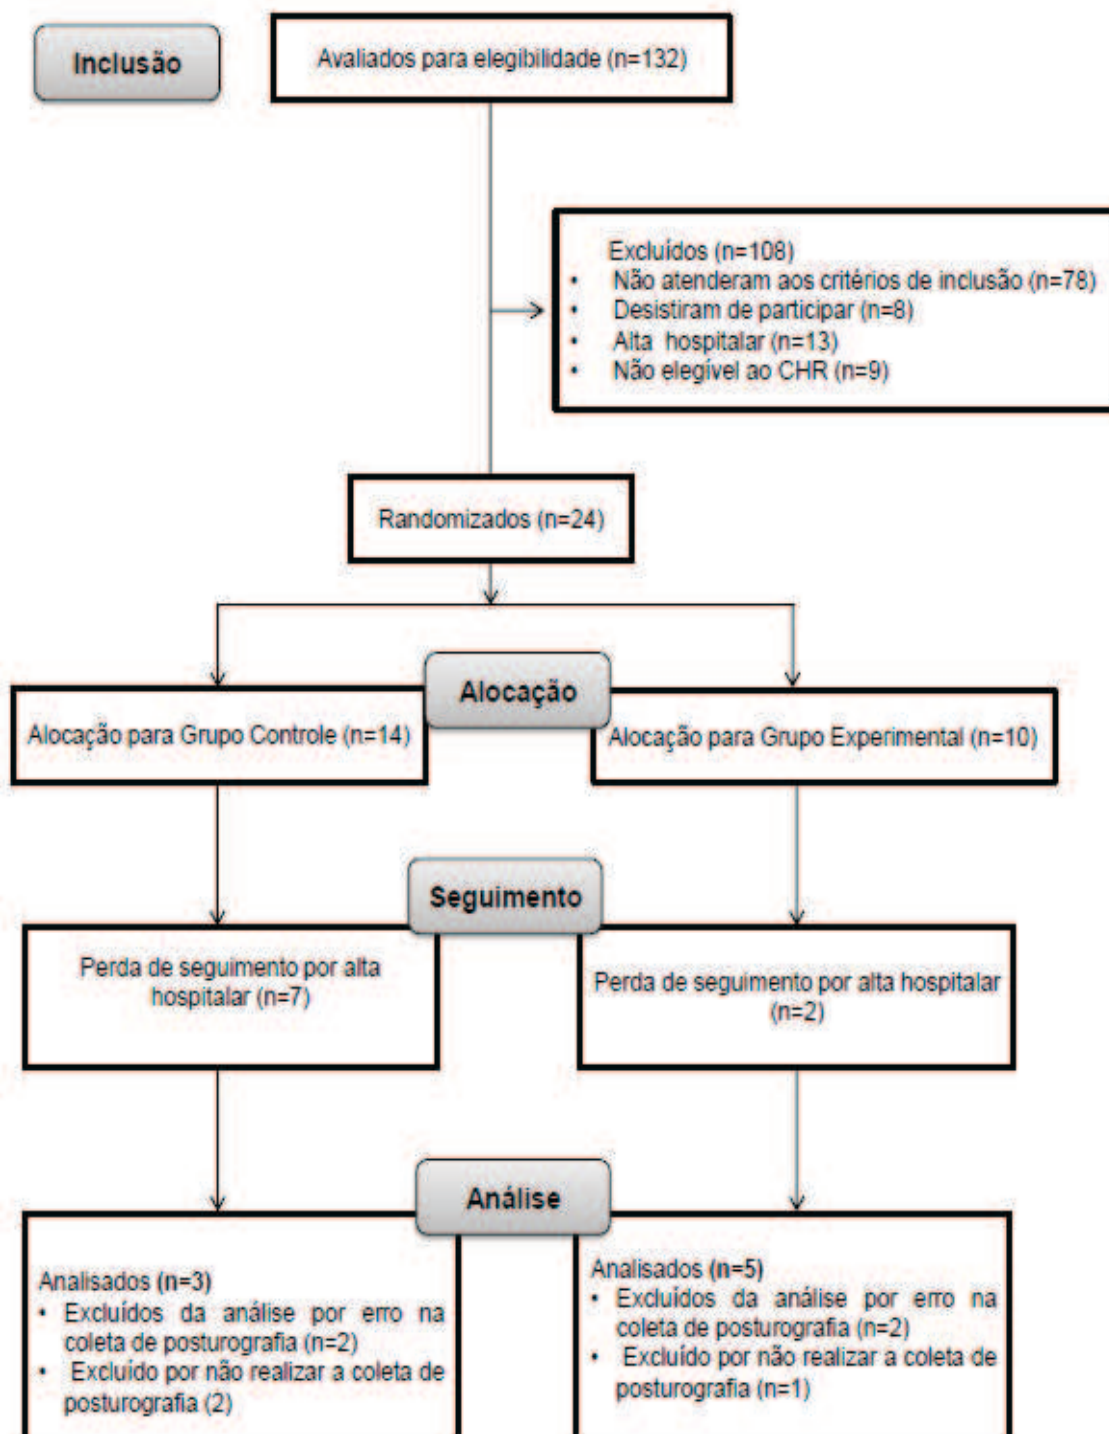 Inclusão
Avaliados para elegibilidade (n=132)
Excluídos (n=108)
• Não atenderam aos critérios de inclusão (n=78)
• Desistiram de participar (n=8)
• Alta hospitalar (n=13)
• Não elegível ao CHR (n=9)
Randomizados (n=24)
Alocação
Alocação para Grupo Controle (n=14)
Alocação para Grupo Experimental (n=10)
Seguimento
Perda de seguimento por alta
hospitalar (n=7)
Perda de seguimento por alta hospitalar
(n=2)
Análise
Analisados (n=3)
• Excluídos da análise por erro na
coleta de posturografia (n=2)
• Excluído por não realizar a coleta de
posturografia (2)
Analisados (n=5)
• Excluídos da análise por erro na
coleta de posturografia (n=2)
• Excluído por não realizar a coleta de
posturografia (n=1)